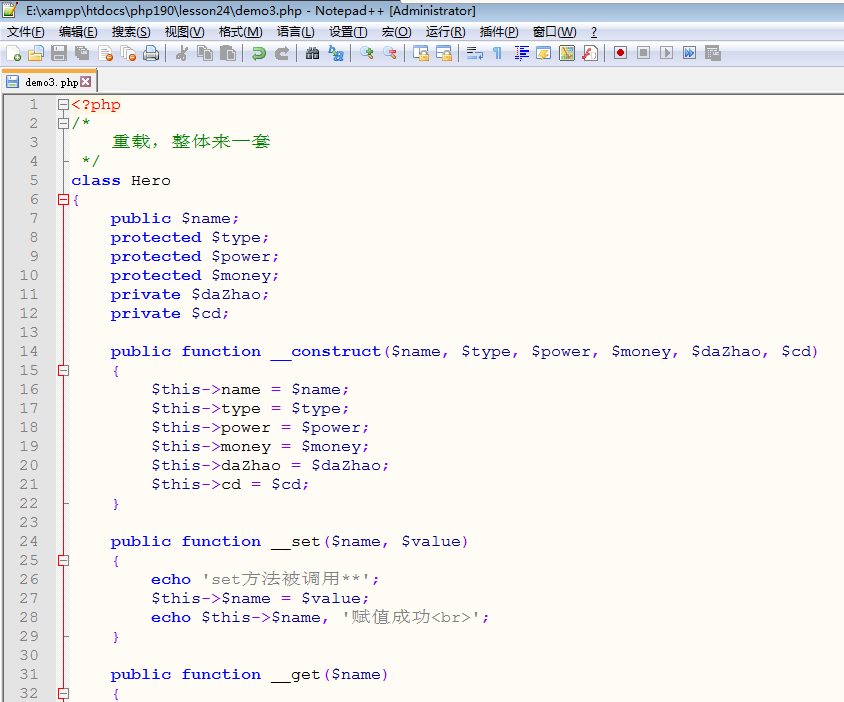 E:\xampp\htdocs\php190\lesson24\demo3.php - Notepad++ [Administrator]
文件(F) 编辑(E) 搜索(S) 视图(V) 格式(M) 语言(L) 设置(T) 宏(O) 运行(R) 插件(P) 窗口(W) ?
demo3.php
1 <?php
2 /*
3 重载，整体来一套
4 */
5 class Hero
6 {
7 public $name;
8 protected $type;
9 protected $power;
10 protected $money;
11 private $daZhao;
12 private $cd;
13
14 public function __construct($name, $type, $power, $money, $daZhao, $cd)
15 {
16 $this->name = $name;
17 $this->type = $type;
18 $this->power = $power;
19 $this->money = $money;
20 $this->daZhao = $daZhao;
21 $this->cd = $cd;
22 }
23
24 public function __set($name, $value)
25 {
26 echo 'set方法被调用**';
27 $this->$name = $value;
28 echo $this->$name, '赋值成功<br>';
29 }
30
31 public function __get($name)
32 {